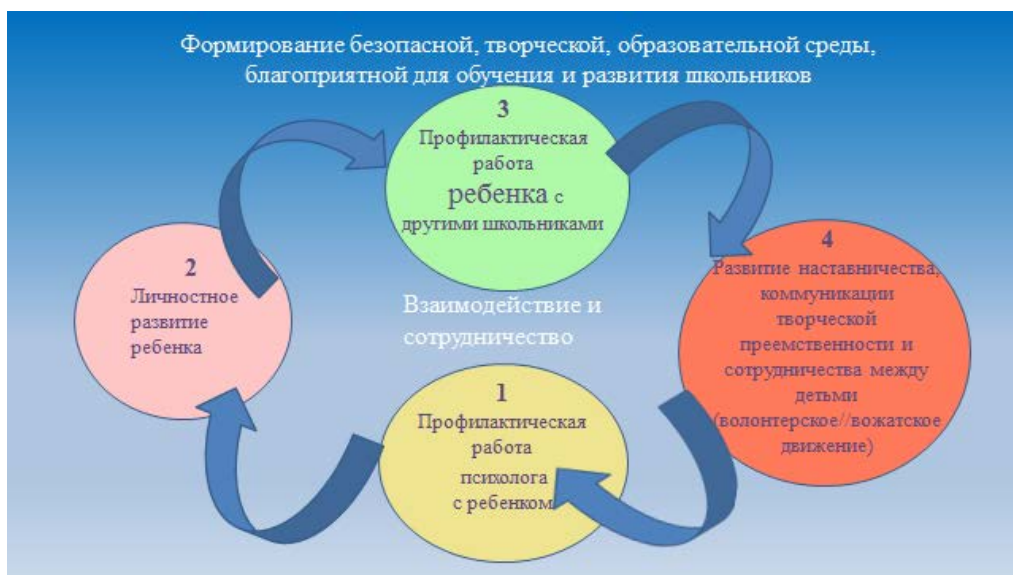 Формирование безопасной, творческой, образовательной среды,
благоприятной для обучения и развития школьников
3
Профилактическая
работа
ребенка с
другими школьниками
2
Личностное
развитие
ребенка
Взаимодействие и
сотрудничество
4
Развитие наставничества,
коммуникации
творческой
преемственности и
сотрудничества между
детьми
(волонтерское//вожатское
движение)
1
Профилактическая
работа
психолога
с ребенком